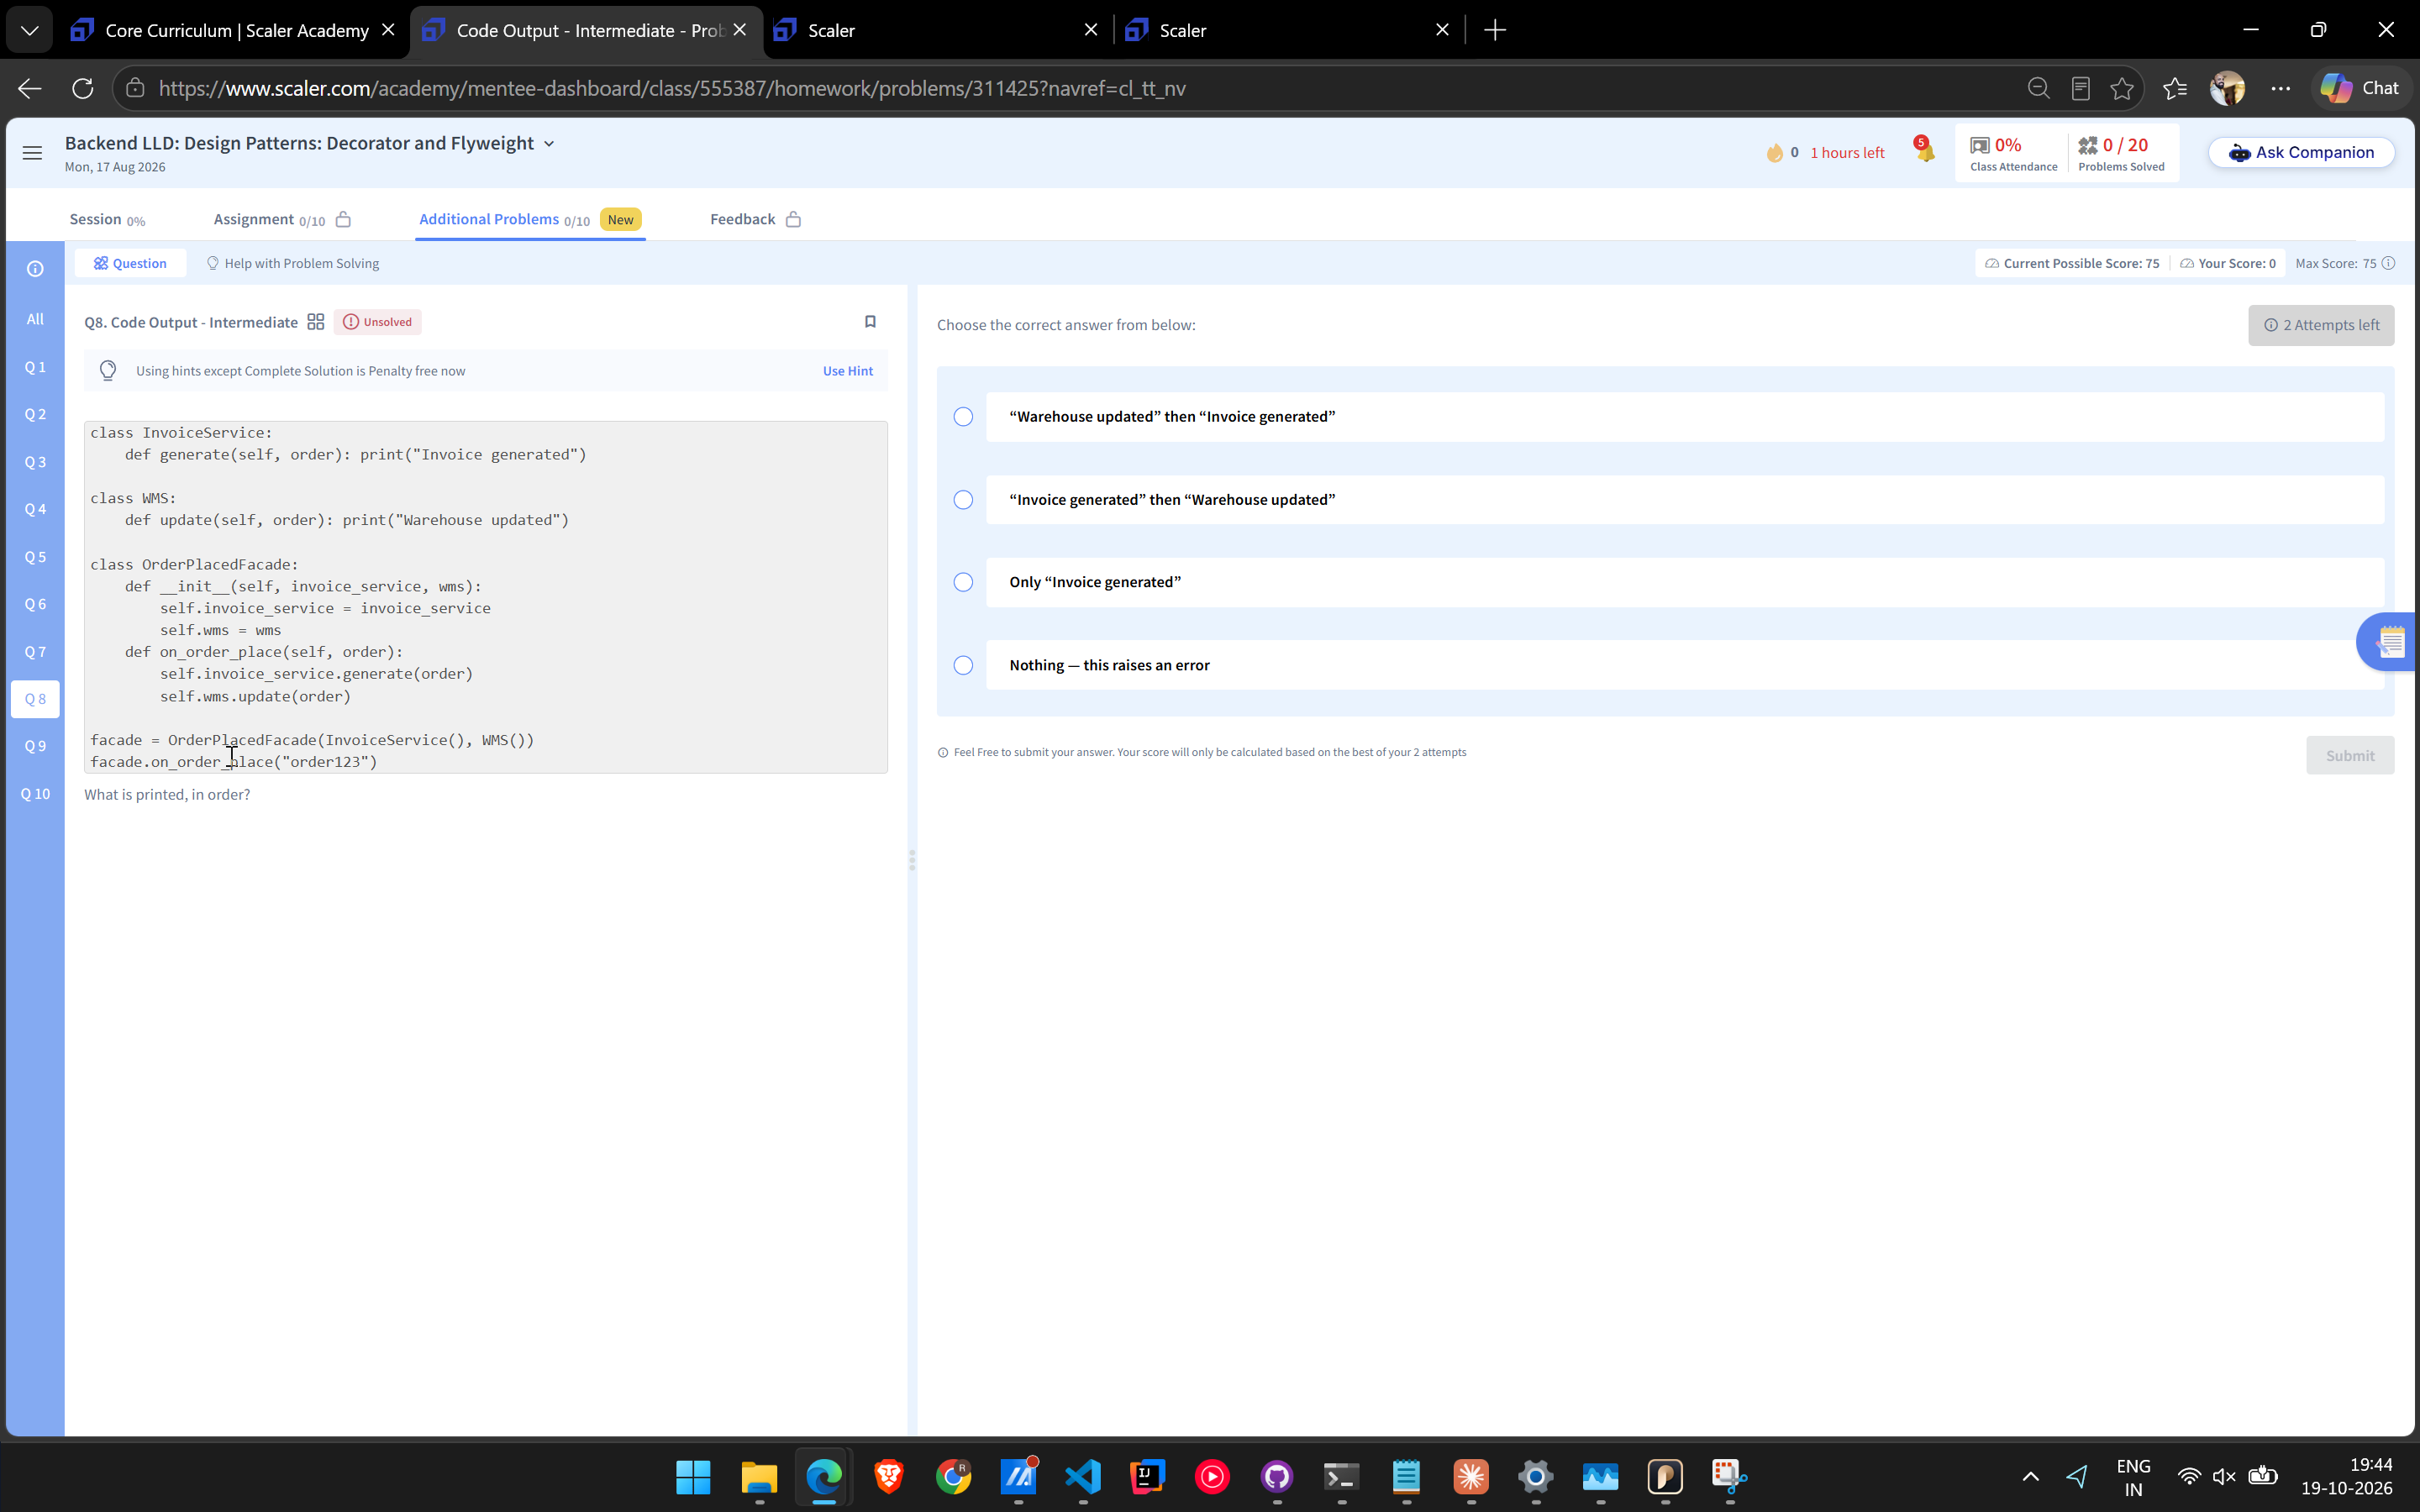 Core Curriculum | Scaler Academy
Code Output - Intermediate - Prob
Scaler
Scaler
https://www.scaler.com/academy/mentee-dashboard/class/555387/homework/problems/311425?navref=cl_tt_nv
Chat
Backend LLD: Design Patterns: Decorator and Flyweight
Mon, 17 Aug 2026
0 1 hours left
5
0%
Class Attendance
0 / 20
Problems Solved
Ask Companion
Session 0%
Assignment 0/10
Additional Problems 0/10 New
Feedback
Question
Help with Problem Solving
Current Possible Score: 75
Your Score: 0
Max Score: 75
All
Q 1
Q 2
Q 3
Q 4
Q 5
Q 6
Q 7
Q 8
Q 9
Q 10
Q8. Code Output - Intermediate
Unsolved
Using hints except Complete Solution is Penalty free now
Use Hint
class InvoiceService:
    def generate(self, order): print("Invoice generated")
class WMS:
    def update(self, order): print("Warehouse updated")
class OrderPlacedFacade:
    def __init__(self, invoice_service, wms):
        self.invoice_service = invoice_service
        self.wms = wms
    def on_order_place(self, order):
        self.invoice_service.generate(order)
        self.wms.update(order)
facade = OrderPlacedFacade(InvoiceService(), WMS())
facade.on_order_place("order123")
What is printed, in order?
Choose the correct answer from below:
2 Attempts left
“Warehouse updated” then “Invoice generated”
“Invoice generated” then “Warehouse updated”
Only “Invoice generated”
Nothing — this raises an error
Feel Free to submit your answer. Your score will only be calculated based on the best of your 2 attempts
Submit
R
IJ
ENG
IN
19:44
19-10-2026